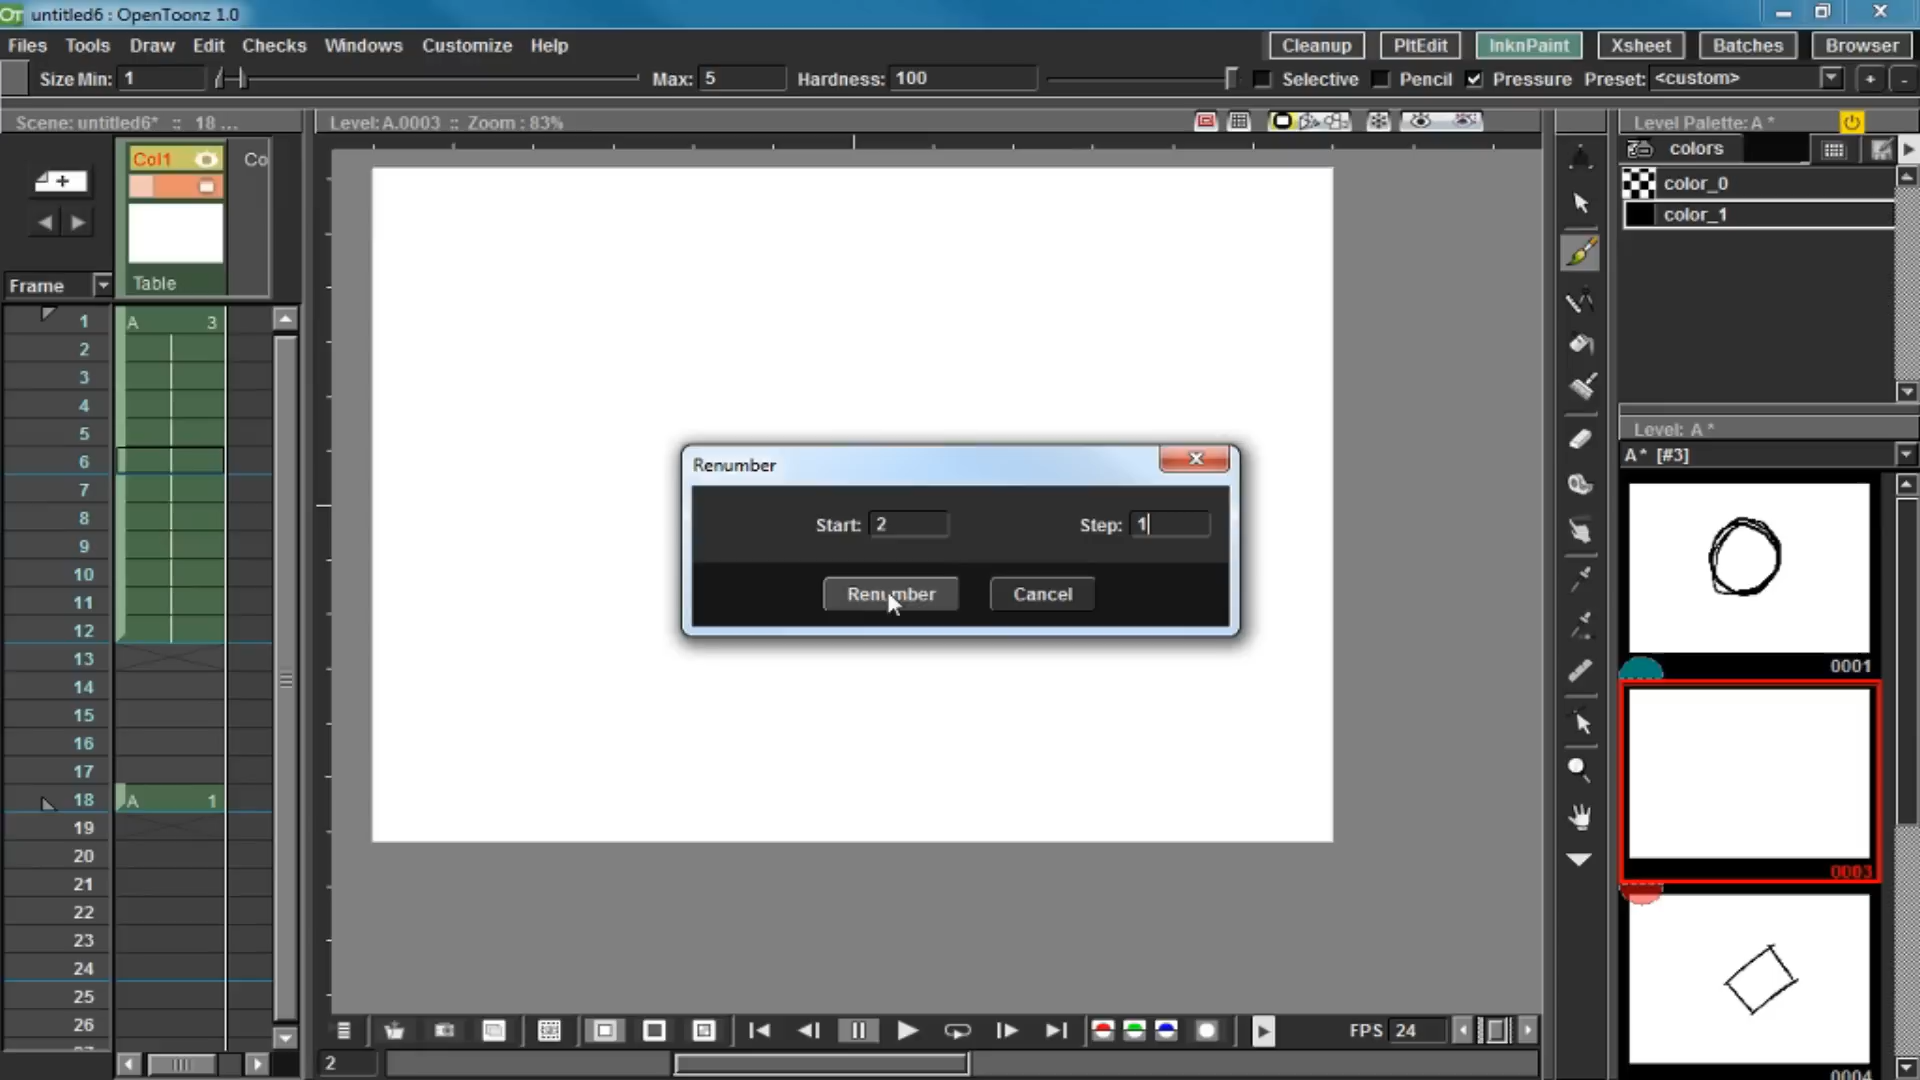 untitled6 : OpenToonz 1.0
Files Tools Draw Edit Checks Windows Customize Help
Cleanup PltEdit InknPaint Xsheet Batches Browser
Size Min: 1 Max: 5 Hardness: 100 Selective Pencil Pressure Preset: <custom> + -
Scene: untitled6* :: 18 ...
Level: A.0003 :: Zoom : 83%
Level Palette: A *
Col1 Co
colors
color_0
color_1
Table
Frame
1 A 3
2
3
4
5
6
7
8
9
10
11
12
13
14
15
16
17
18 A 1
19
20
21
22
23
24
25
26
Renumber
Start: 2 Step: 1
Renumber Cancel
Level: A *
A * [#3]
0001
0003
0004
FPS 24
2